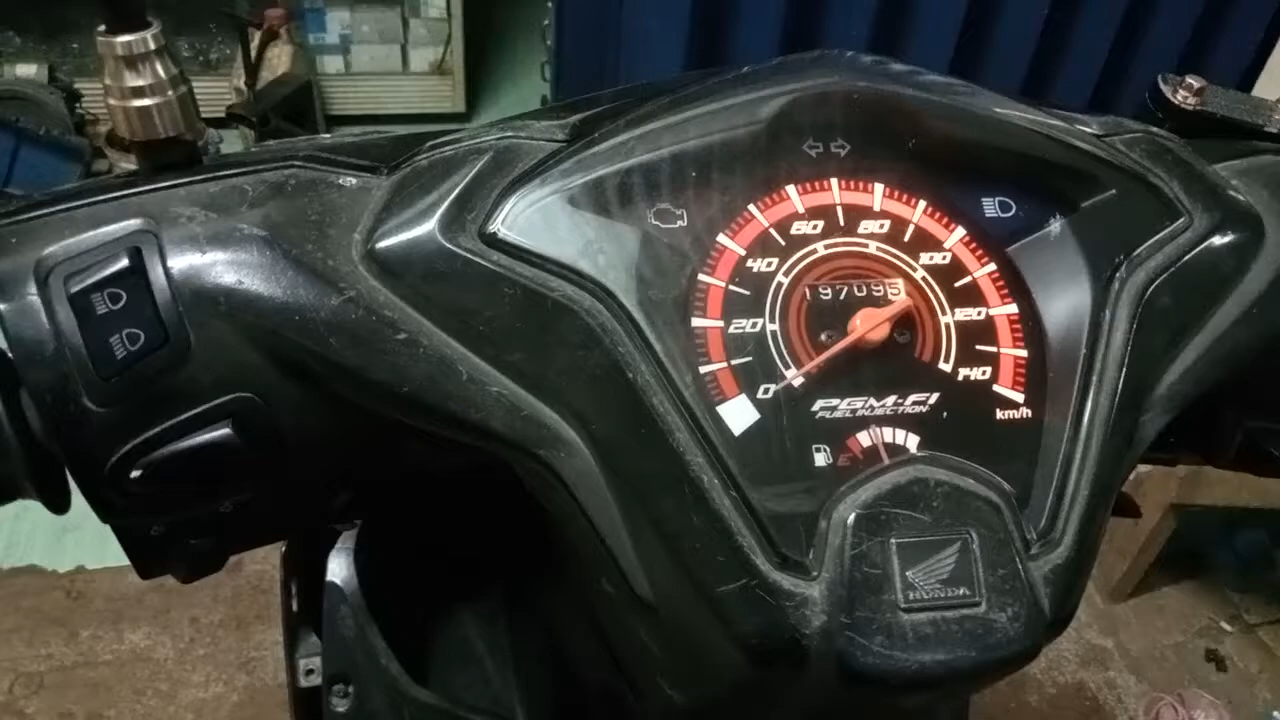 60 80
40 100
197095
20 120
0 140
PGM-FI
FUEL INJECTION
km/h
E
HONDA